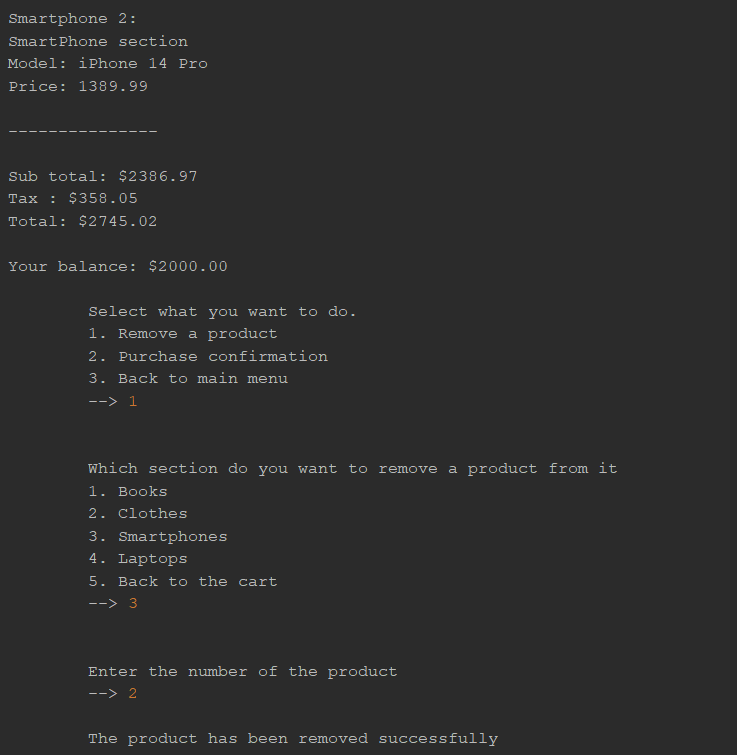 Smartphone 2:
SmartPhone section
Model: iPhone 14 Pro
Price: 1389.99
---------------
Sub total: $2386.97
Tax : $358.05
Total: $2745.02
Your balance: $2000.00
Select what you want to do.
1. Remove a product
2. Purchase confirmation
3. Back to main menu
--> 1
Which section do you want to remove a product from it
1. Books
2. Clothes
3. Smartphones
4. Laptops
5. Back to the cart
--> 3
Enter the number of the product
--> 2
The product has been removed successfully